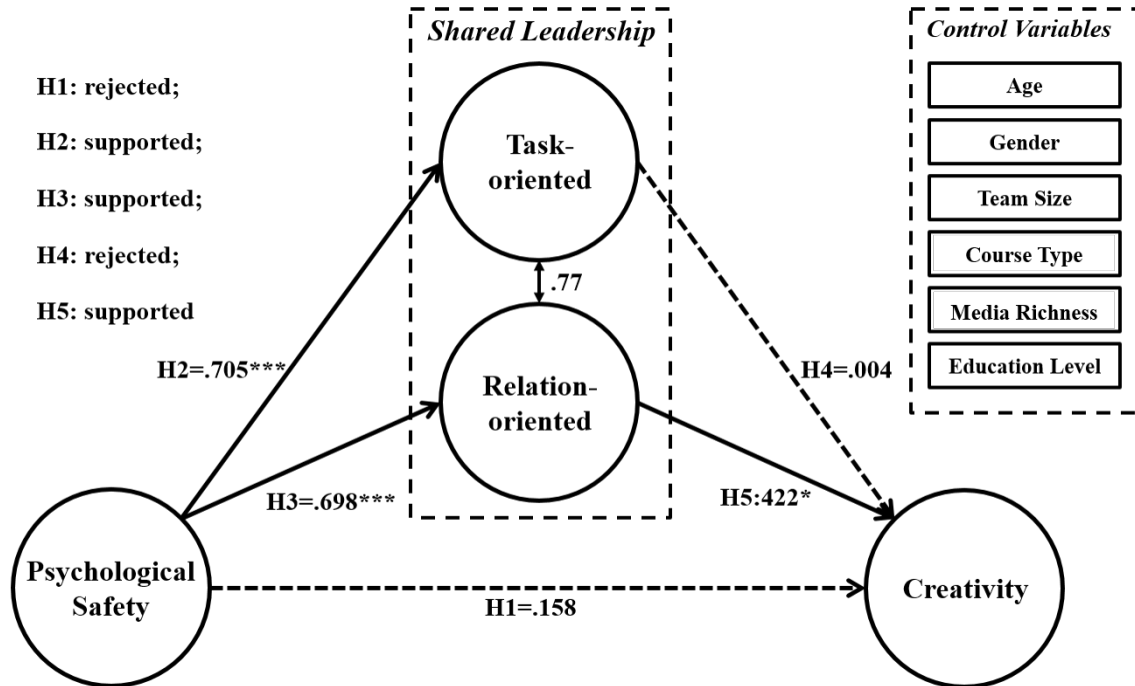 Shared Leadership
Control Variables
H1: rejected;
H2: supported;
H3: supported;
H4: rejected;
H5: supported
Task-
oriented
.77
Relation-
oriented
Age
Gender
Team Size
Course Type
Media Richness
Education Level
H2=.705***
H4=.004
H3=.698***
H5:422*
Psychological
Safety
H1=.158
Creativity